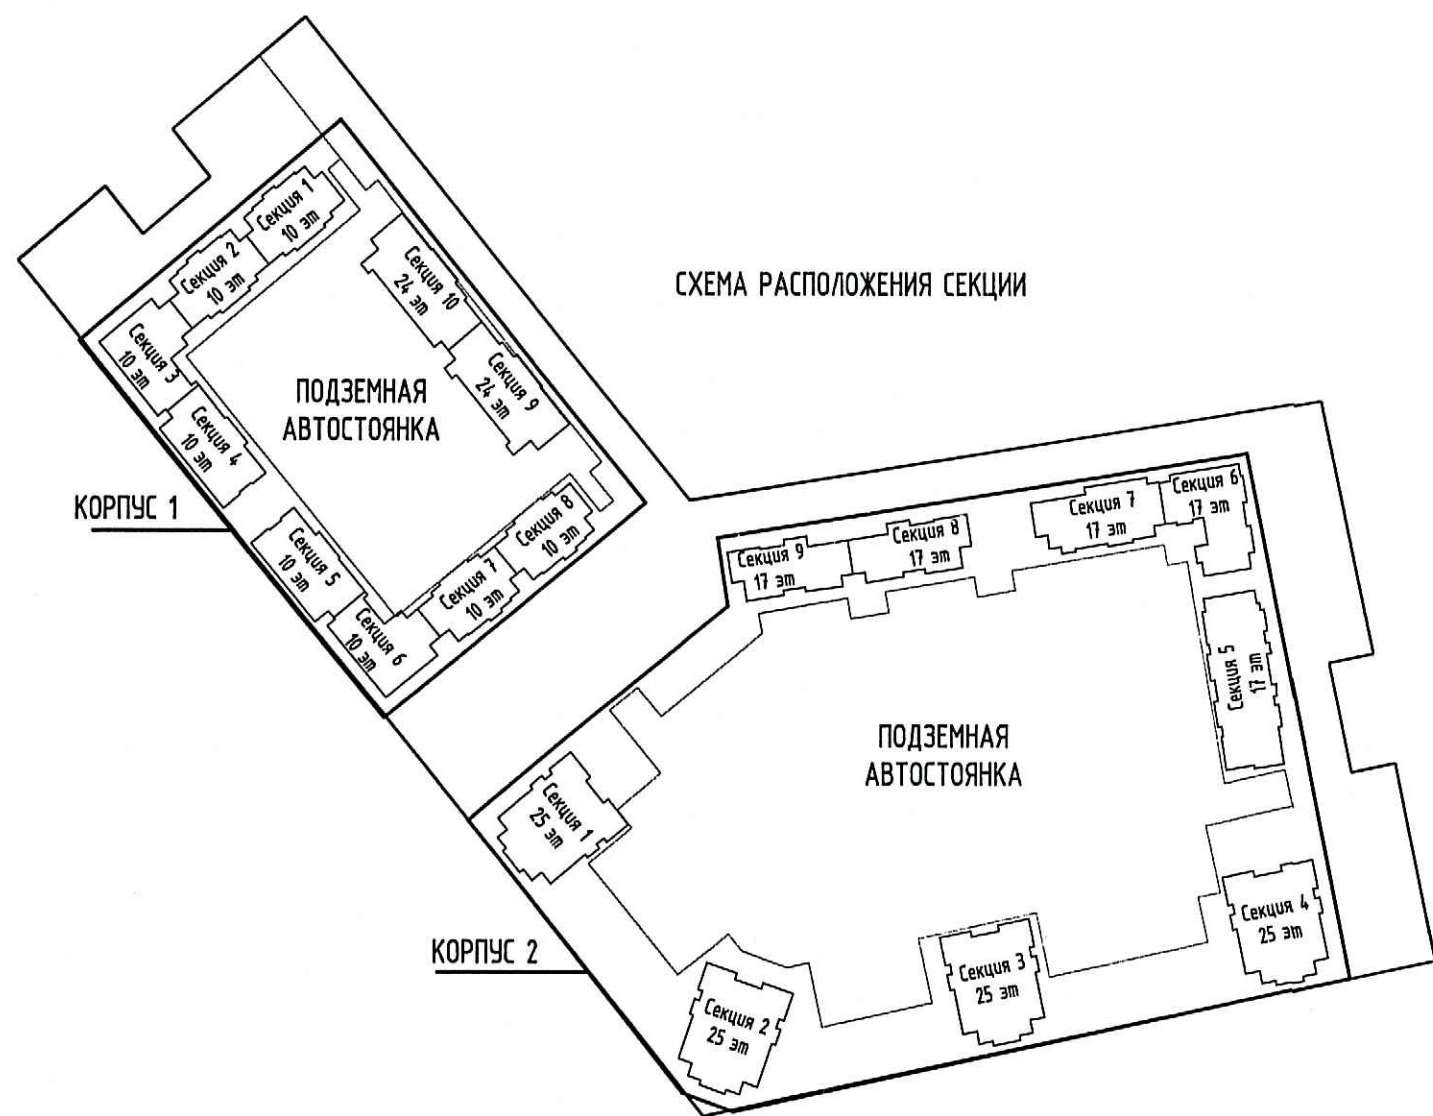 СХЕМА РАСПОЛОЖЕНИЯ СЕКЦИИ
КОРПУС 1
Секция 1
10 эт
Секция 2
10 эт
Секция 3
10 эт
Секция 4
10 эт
Секция 5
10 эт
Секция 6
10 эт
Секция 7
10 эт
Секция 8
10 эт
Секция 9
24 эт
Секция 10
24 эт
ПОДЗЕМНАЯ
АВТОСТОЯНКА
КОРПУС 2
Секция 1
25 эт
Секция 2
25 эт
Секция 3
25 эт
Секция 4
25 эт
Секция 5
17 эт
Секция 6
17 эт
Секция 7
17 эт
Секция 8
17 эт
Секция 9
17 эт
ПОДЗЕМНАЯ
АВТОСТОЯНКА